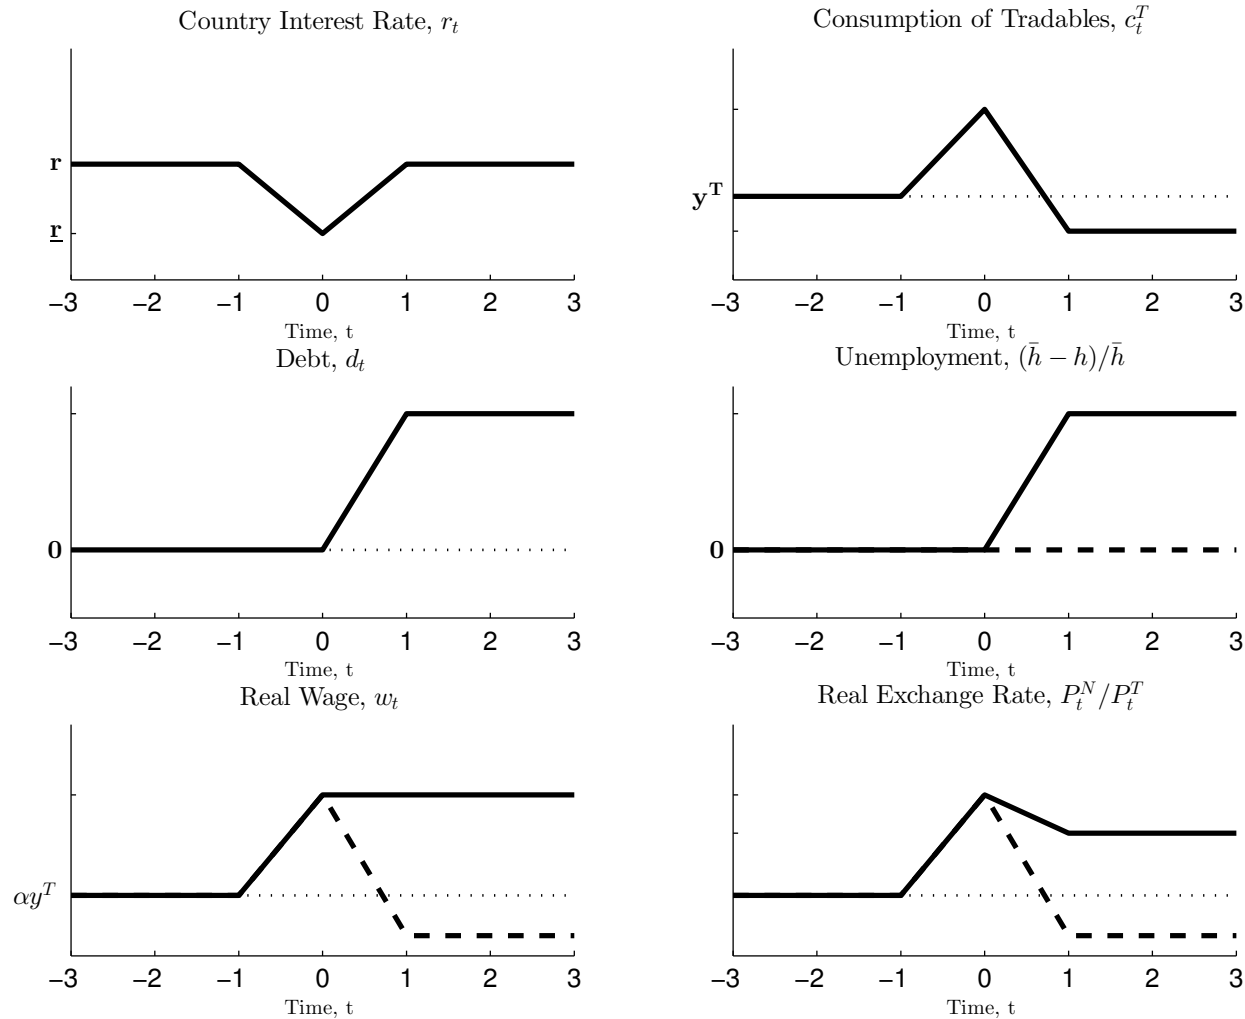 Country Interest Rate, r_t
r
r
−3 −2 −1 0 1 2 3
Time, t
Consumption of Tradables, c_t^T
y^T
−3 −2 −1 0 1 2 3
Time, t
Debt, d_t
0
−3 −2 −1 0 1 2 3
Time, t
Unemployment, (h̄ − h)/h̄
0
−3 −2 −1 0 1 2 3
Time, t
Real Wage, w_t
αy^T
−3 −2 −1 0 1 2 3
Time, t
Real Exchange Rate, P_t^N/P_t^T
−3 −2 −1 0 1 2 3
Time, t